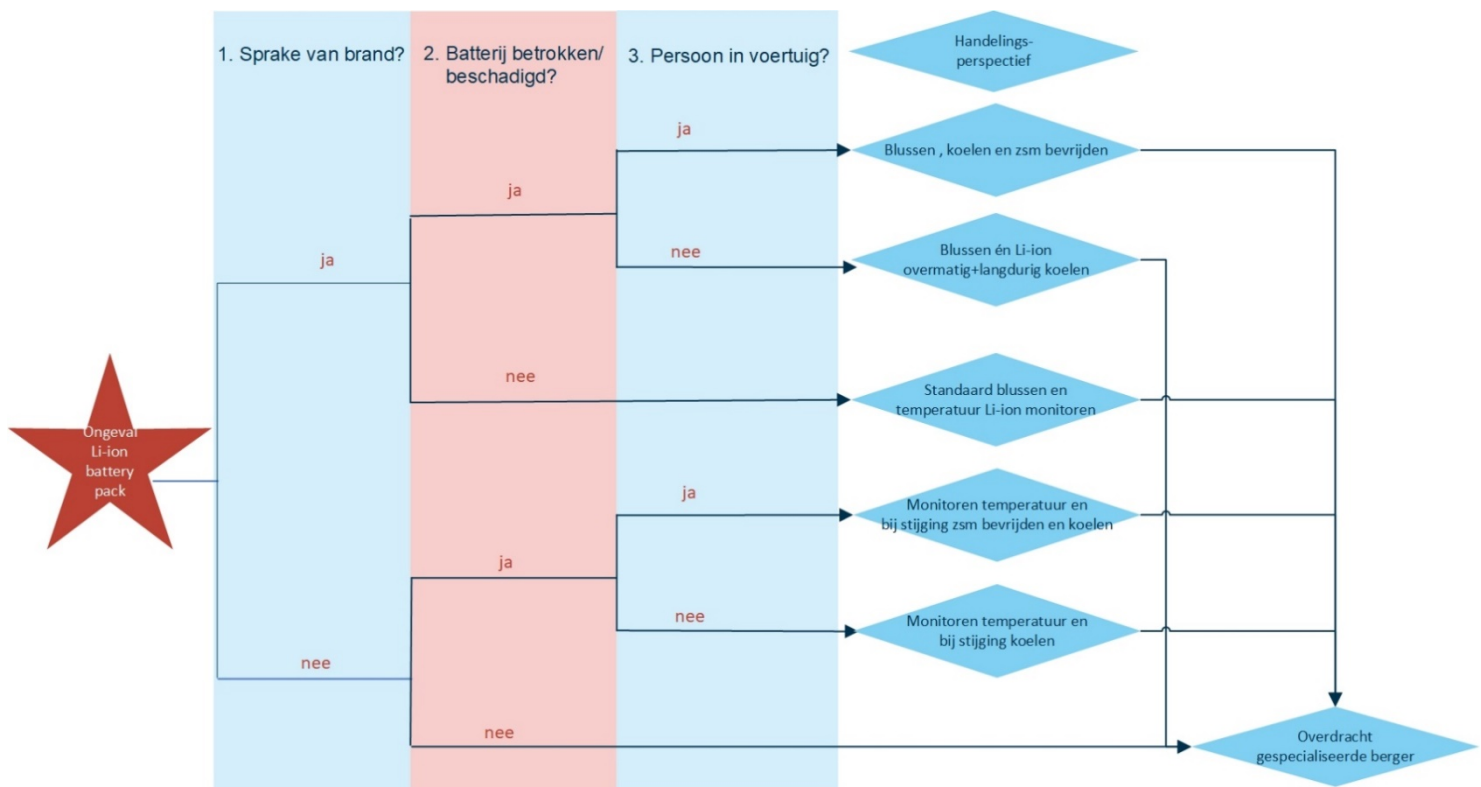 1. Sprake van brand?
2. Batterij betrokken/
beschadigd?
3. Persoon in voertuig?
Handelings-
perspectief
ja
Blussen , koelen en zsm bevrijden
ja
nee
Blussen én Li-ion
overmatig+langdurig koelen
ja
nee
Standaard blussen en
temperatuur Li-ion monitoren
Ongeval
Li-ion
battery
pack
ja
Monitoren temperatuur en
bij stijging zsm bevrijden en koelen
ja
nee
Monitoren temperatuur en
bij stijging koelen
nee
nee
Overdracht
gespecialiseerde berger